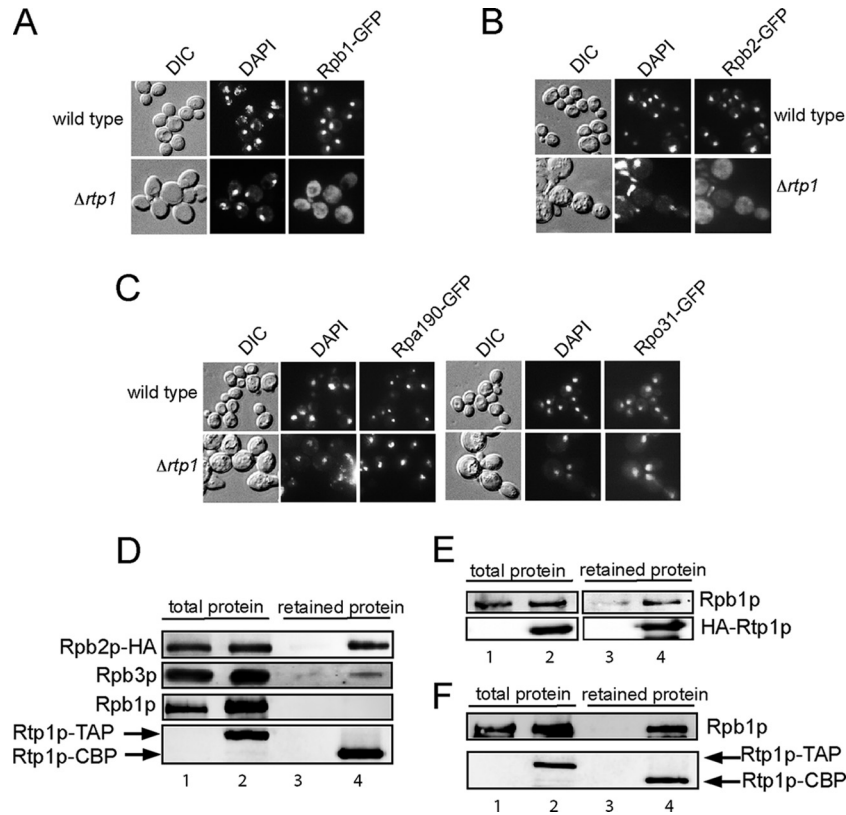 A
DIC DAPI Rpb1-GFP
wild type
Δrtp1
B
DIC DAPI Rpb2-GFP
wild type
Δrtp1
C
DIC DAPI Rpa190-GFP DIC DAPI Rpo31-GFP
wild type
Δrtp1
D
total protein retained protein
Rpb2p-HA
Rpb3p
Rpb1p
Rtp1p-TAP
Rtp1p-CBP
1 2 3 4
E
total protein retained protein
Rpb1p
HA-Rtp1p
1 2 3 4
F
total protein retained protein
Rpb1p
Rtp1p-TAP
Rtp1p-CBP
1 2 3 4